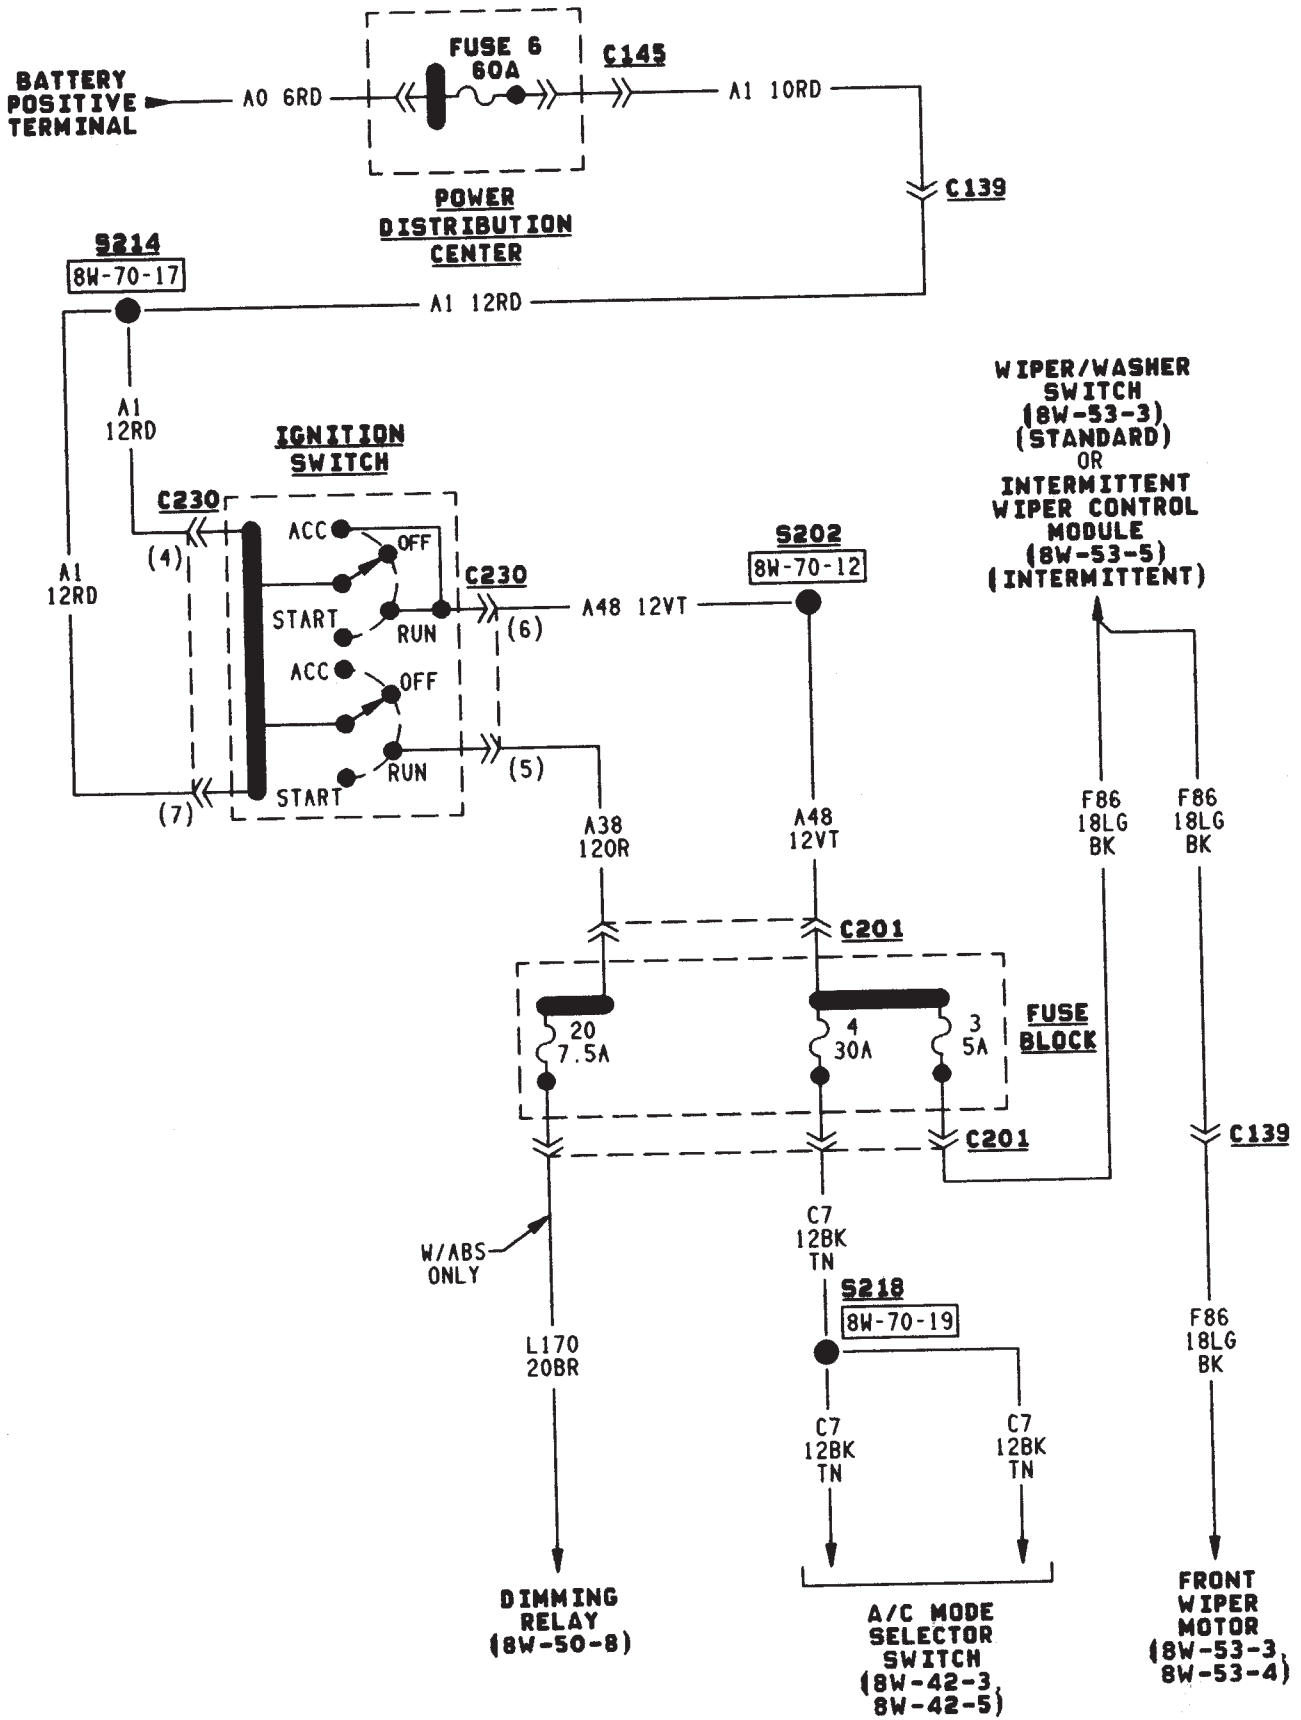 FUSE 6
60A
C145
BATTERY
POSITIVE
TERMINAL
A0 6RD
A1 10RD
C139
POWER
DISTRIBUTION
CENTER
S214
8W-70-17
A1 12RD
WIPER/WASHER
SWITCH
(8W-53-3)
(STANDARD)
OR
INTERMITTENT
WIPER CONTROL
MODULE
(8W-53-5)
(INTERMITTENT)
A1
12RD
IGNITION
SWITCH
C230
(4)
ACC
OFF
START
RUN
C230
(6)
A48 12VT
S202
8W-70-12
A1
12RD
ACC
OFF
RUN
START
(5)
(7)
A38
12OR
A48
12VT
F86
18LG
BK
F86
18LG
BK
C201
20
7.5A
4
30A
3
5A
FUSE
BLOCK
C201
C139
W/ABS
ONLY
C7
12BK
TN
S218
8W-70-19
L170
20BR
F86
18LG
BK
C7
12BK
TN
C7
12BK
TN
DIMMING
RELAY
(8W-50-8)
A/C MODE
SELECTOR
SWITCH
(8W-42-3,
8W-42-5)
FRONT
WIPER
MOTOR
(8W-53-3,
8W-53-4)